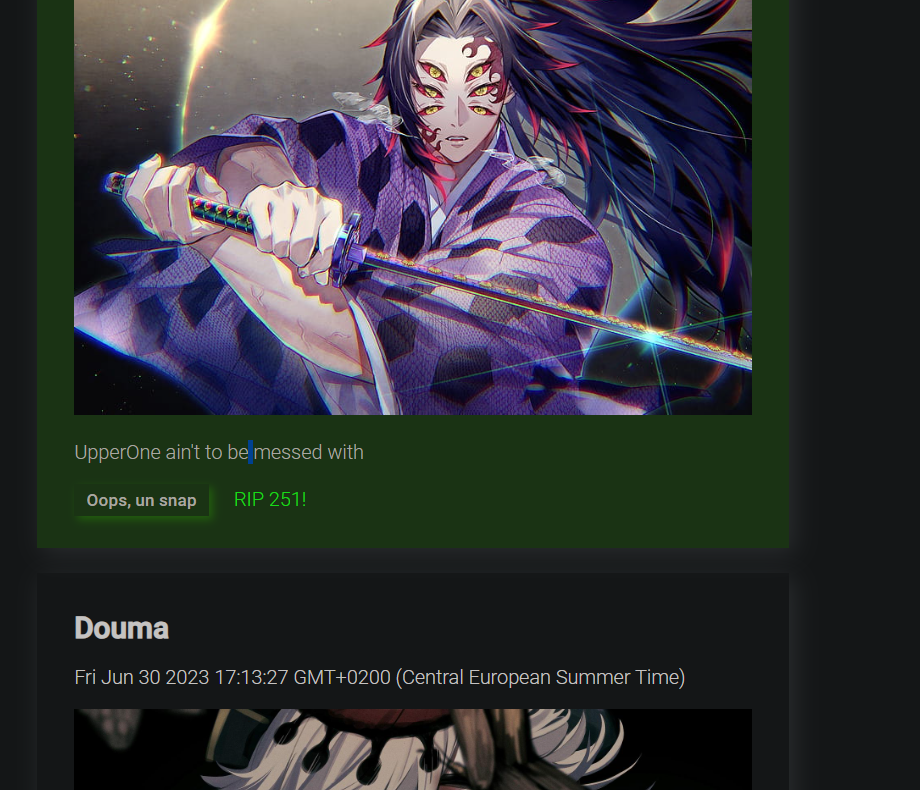 UpperOne ain't to be messed with
Oops, un snap
RIP 251!
Douma
Fri Jun 30 2023 17:13:27 GMT+0200 (Central European Summer Time)